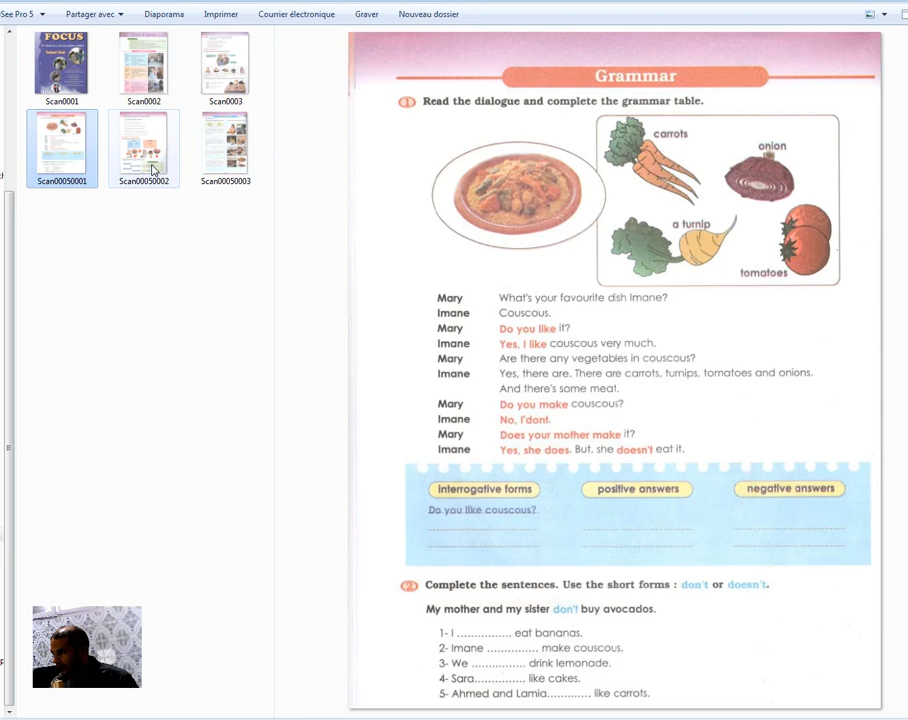 See Pro 5 Partager avec Diaporama Imprimer Courrier électronique Graver Nouveau dossier
FOCUS
Scan0001 Scan0002 Scan0003
Scan00050001 Scan00050002 Scan00050003
Grammar
1 Read the dialogue and complete the grammar table.
carrots
onion
a turnip
tomatoes
Mary What's your favourite dish Imane?
Imane Couscous.
Mary Do you like it?
Imane Yes, I like couscous very much.
Mary Are there any vegetables in couscous?
Imane Yes, there are. There are carrots, turnips, tomatoes and onions.
And there's some meat.
Mary Do you make couscous?
Imane No, I'dont.
Mary Does your mother make it?
Imane Yes, she does. But, she doesn't eat it.
interrogative forms positive answers negative answers
Do you like couscous?.
2 Complete the sentences. Use the short forms : don't or doesn't.
My mother and my sister don't buy avocados.
1- I ............... eat bananas.
2- Imane .............. make couscous.
3- We ............... drink lemonade.
4- Sara.............. like cakes.
5- Ahmed and Lamia............ like carrots.